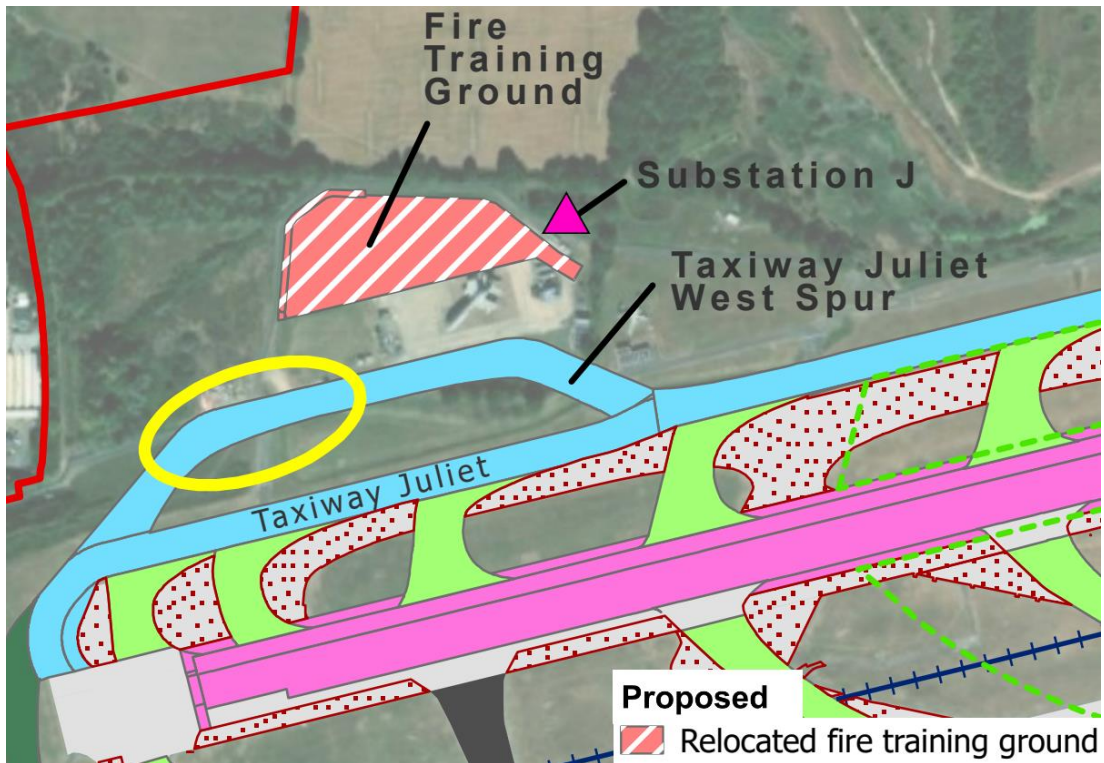 Fire
Training
Ground
Substation J
Taxiway Juliet
West Spur
Taxiway Juliet
Proposed
Relocated fire training ground